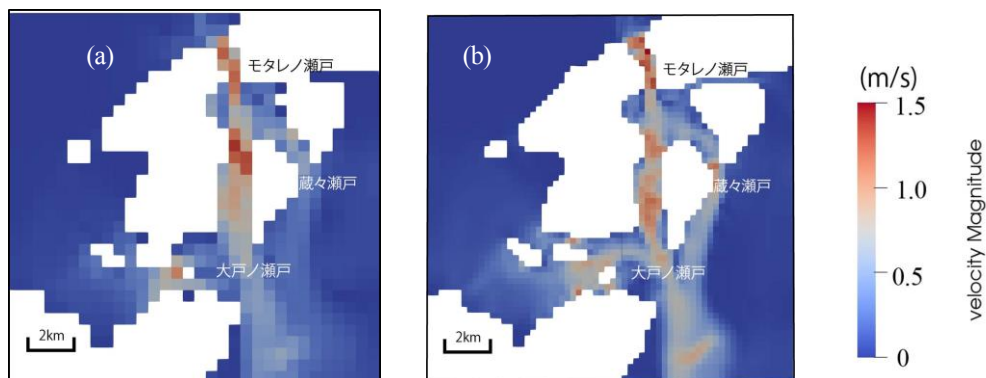 (a)
モタレノ瀬戸
蔵々瀬戸
大戸ノ瀬戸
2km
(b)
モタレノ瀬戸
蔵々瀬戸
大戸ノ瀬戸
2km
(m/s)
1.5
1.0
0.5
0
velocity Magnitude